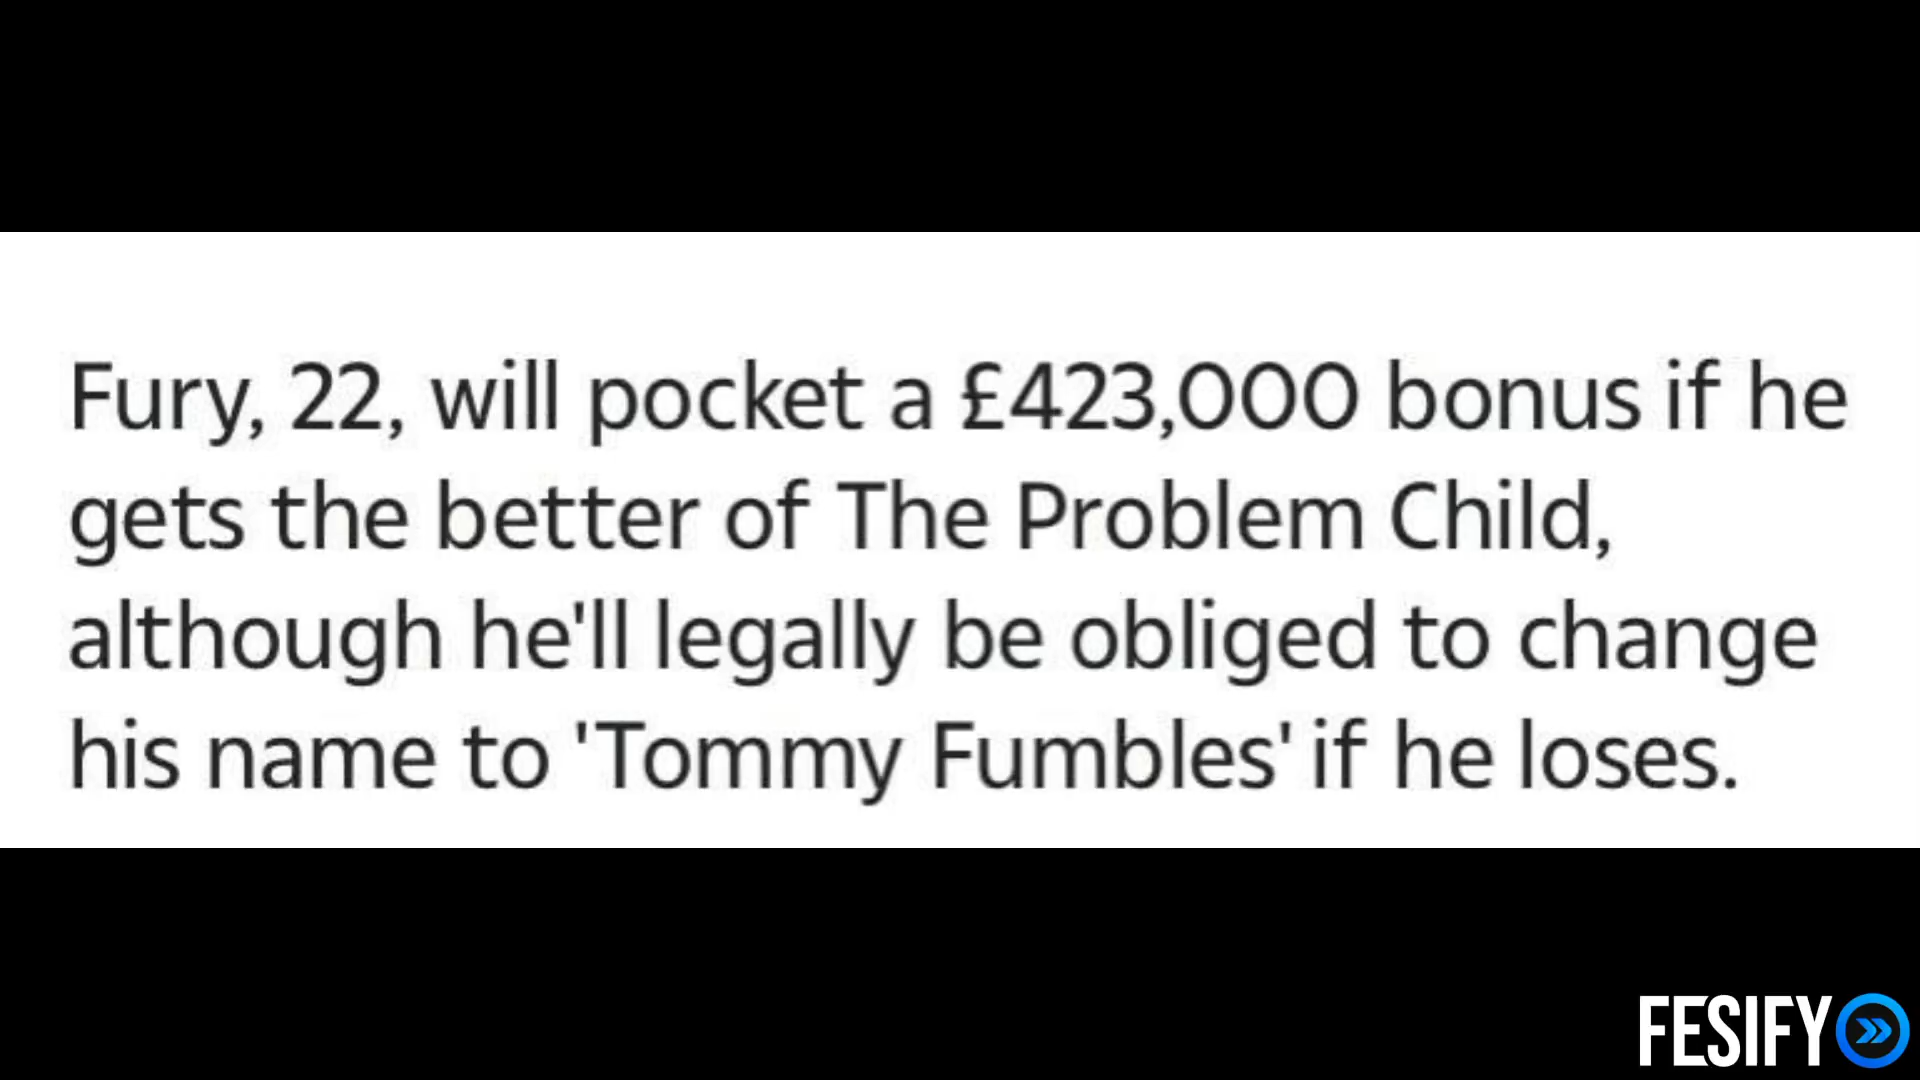 Fury, 22, will pocket a £423,000 bonus if he
gets the better of The Problem Child,
although he'll legally be obliged to change
his name to 'Tommy Fumbles' if he loses.
FESIFY